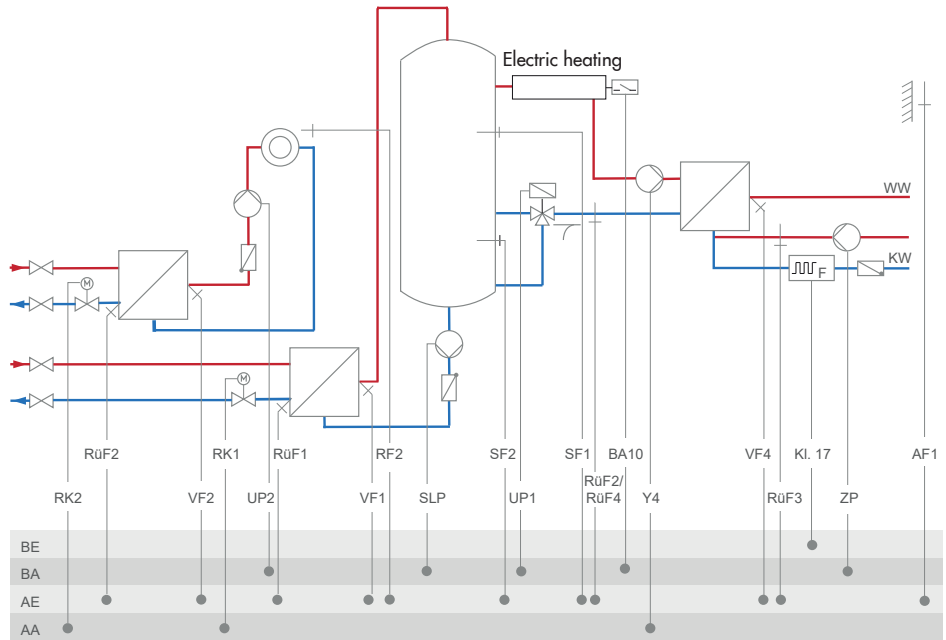 Electric heating
WW
KW
M
F
M
RüF2
RK1
RüF1
RF2
SF2
SF1
BA10
VF4
Kl. 17
AF1
RüF2/
RüF4
RK2
VF2
UP2
VF1
SLP
UP1
Y4
RüF3
ZP
BE
BA
AE
AA